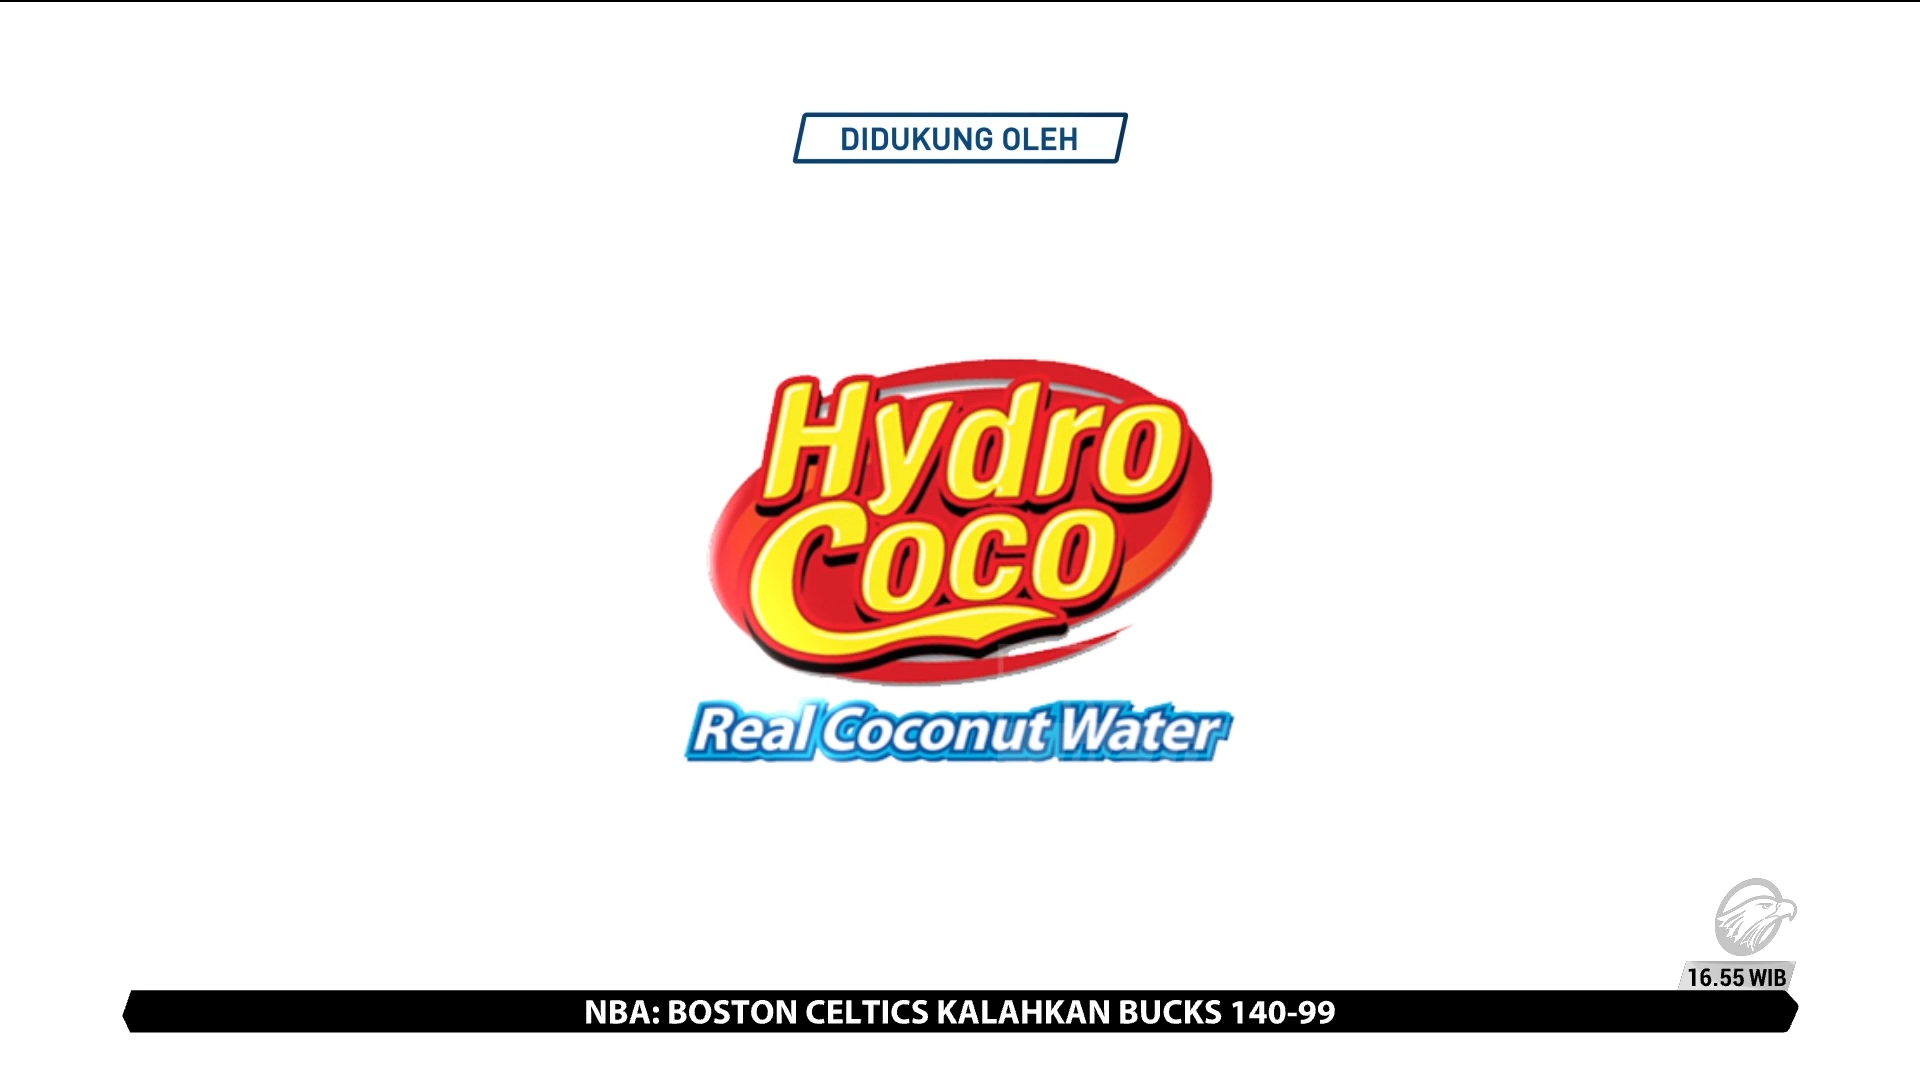 DIDUKUNG OLEH
Hydro
Coco
Real Coconut Water
16.55 WIB
NBA: BOSTON CELTICS KALAHKAN BUCKS 140-99